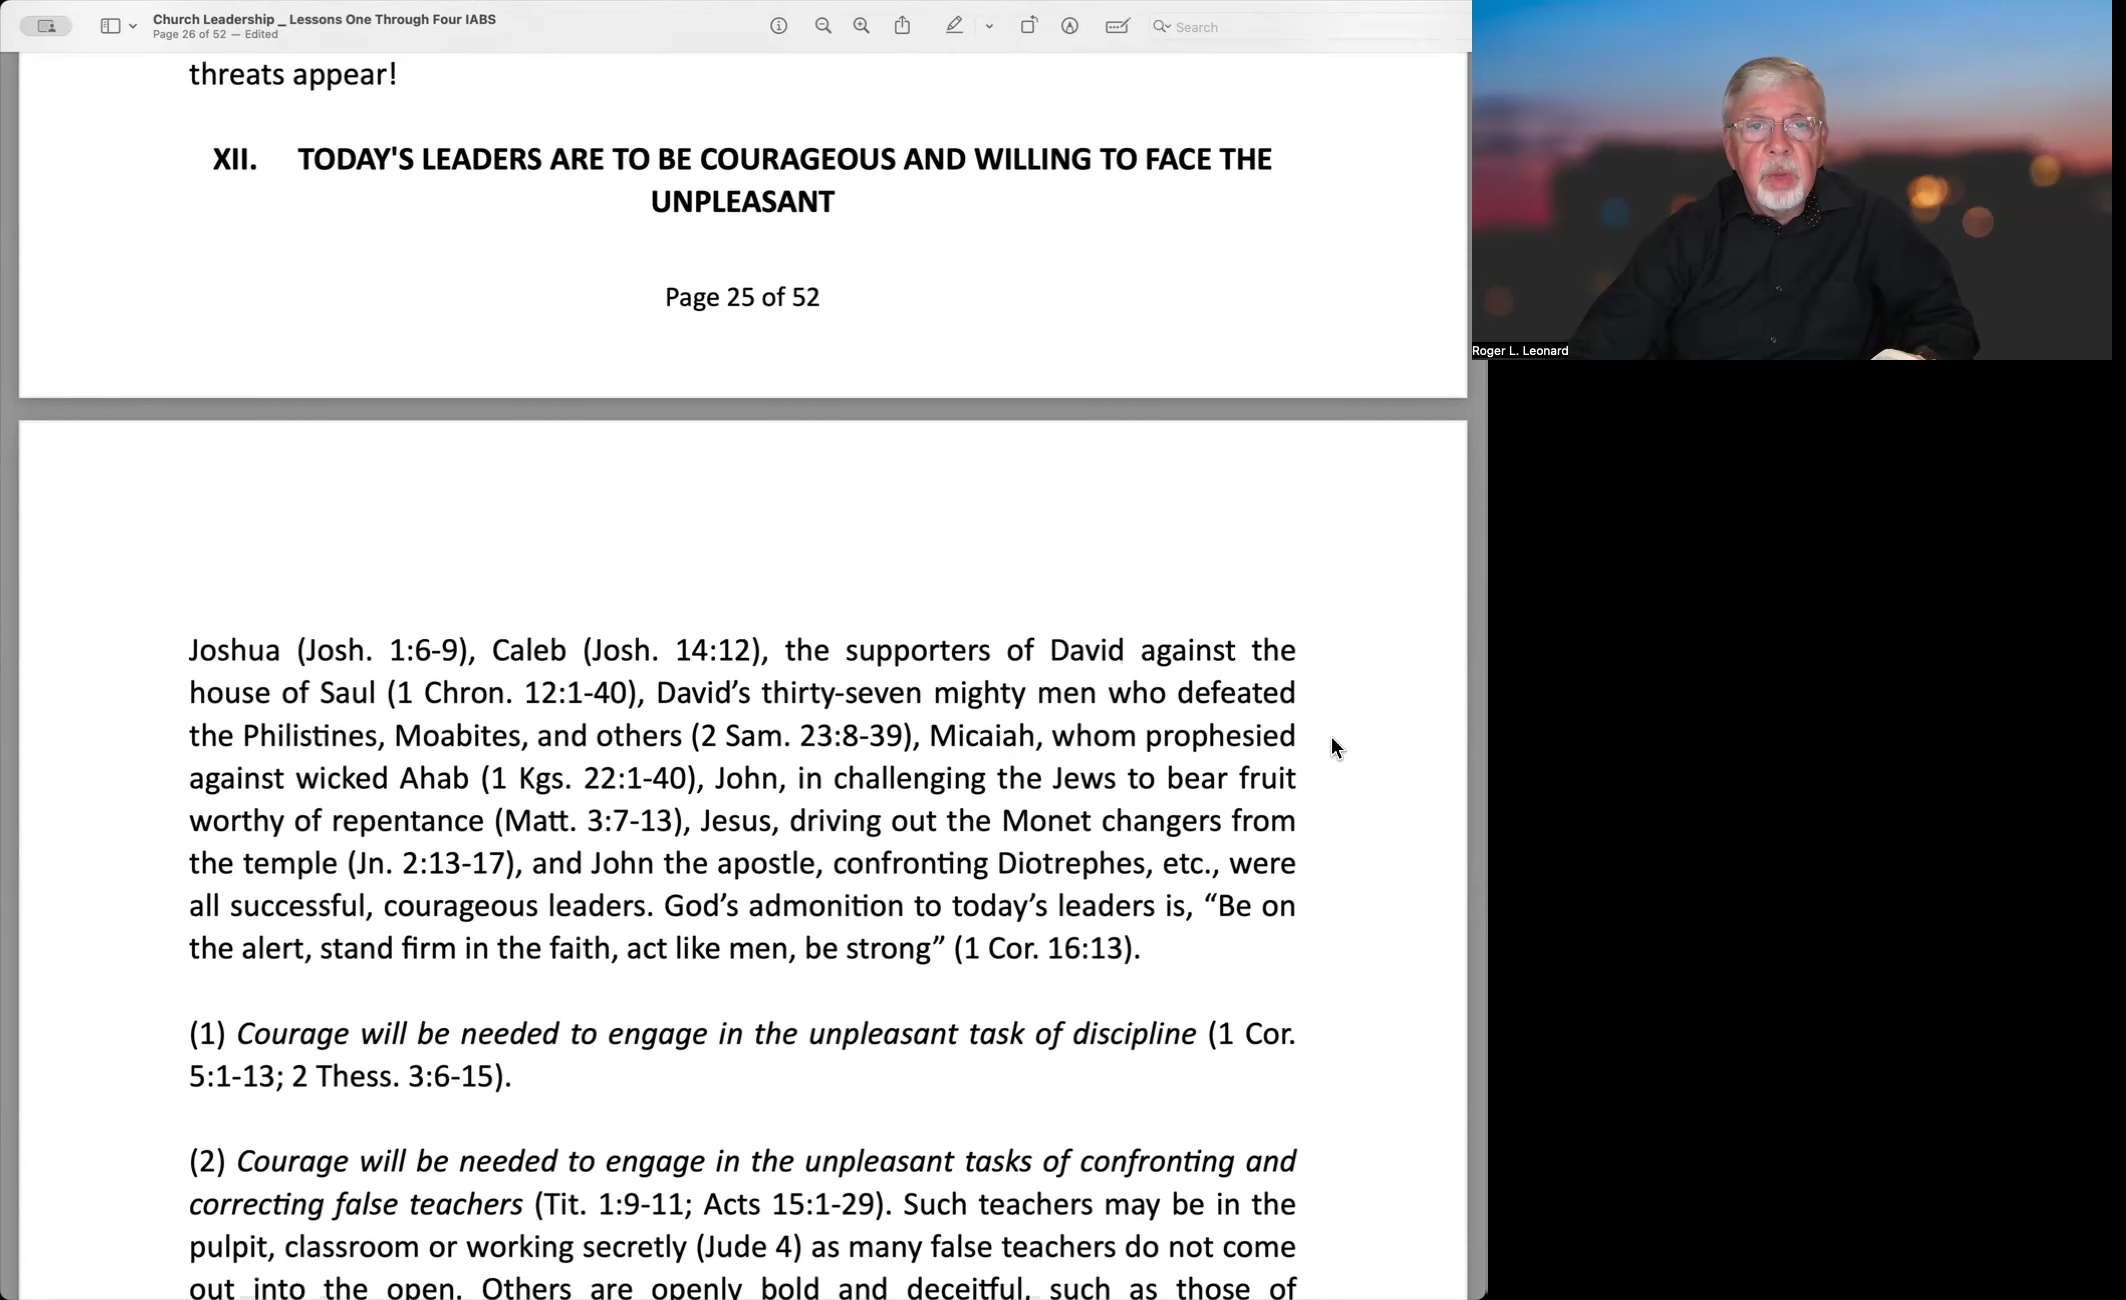 Church Leadership _ Lessons One Through Four IABS
Page 26 of 52 — Edited
Search
threats appear!
XII. TODAY'S LEADERS ARE TO BE COURAGEOUS AND WILLING TO FACE THE
UNPLEASANT
Page 25 of 52
Joshua (Josh. 1:6-9), Caleb (Josh. 14:12), the supporters of David against the
house of Saul (1 Chron. 12:1-40), David’s thirty-seven mighty men who defeated
the Philistines, Moabites, and others (2 Sam. 23:8-39), Micaiah, whom prophesied
against wicked Ahab (1 Kgs. 22:1-40), John, in challenging the Jews to bear fruit
worthy of repentance (Matt. 3:7-13), Jesus, driving out the Monet changers from
the temple (Jn. 2:13-17), and John the apostle, confronting Diotrephes, etc., were
all successful, courageous leaders. God’s admonition to today’s leaders is, “Be on
the alert, stand firm in the faith, act like men, be strong” (1 Cor. 16:13).
(1) Courage will be needed to engage in the unpleasant task of discipline (1 Cor.
5:1-13; 2 Thess. 3:6-15).
(2) Courage will be needed to engage in the unpleasant tasks of confronting and
correcting false teachers (Tit. 1:9-11; Acts 15:1-29). Such teachers may be in the
pulpit, classroom or working secretly (Jude 4) as many false teachers do not come
out into the open. Others are openly bold and deceitful, such as those of
Roger L. Leonard